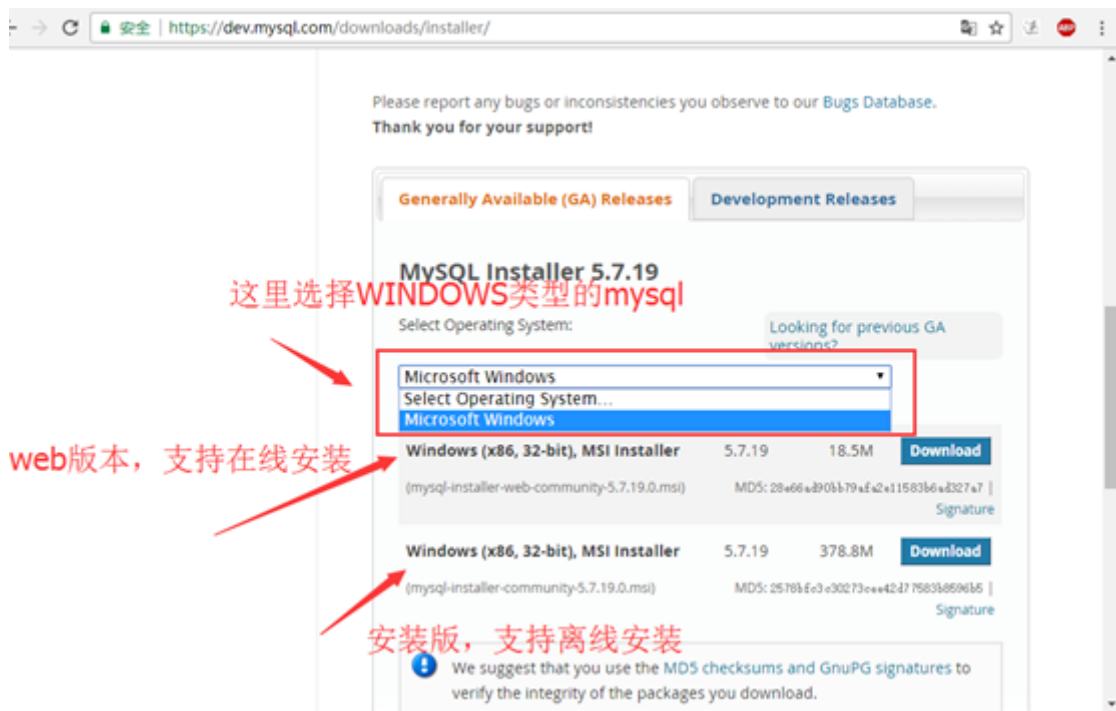 安全 | https://dev.mysql.com/downloads/installer/
ABP
Please report any bugs or inconsistencies you observe to our Bugs Database.
Thank you for your support!
Generally Available (GA) Releases
Development Releases
MySQL Installer 5.7.19
这里选择WINDOWS类型的mysql
Select Operating System:
Looking for previous GA
versions?
Microsoft Windows
Select Operating System...
Microsoft Windows
web版本，支持在线安装
Windows (x86, 32-bit), MSI Installer 5.7.19 18.5M Download
(mysql-installer-web-community-5.7.19.0.msi) MD5: |
Signature
Windows (x86, 32-bit), MSI Installer 5.7.19 378.8M Download
(mysql-installer-community-5.7.19.0.msi) MD5: |
Signature
安装版，支持离线安装
We suggest that you use the MD5 checksums and GnuPG signatures to
verify the integrity of the packages you download.